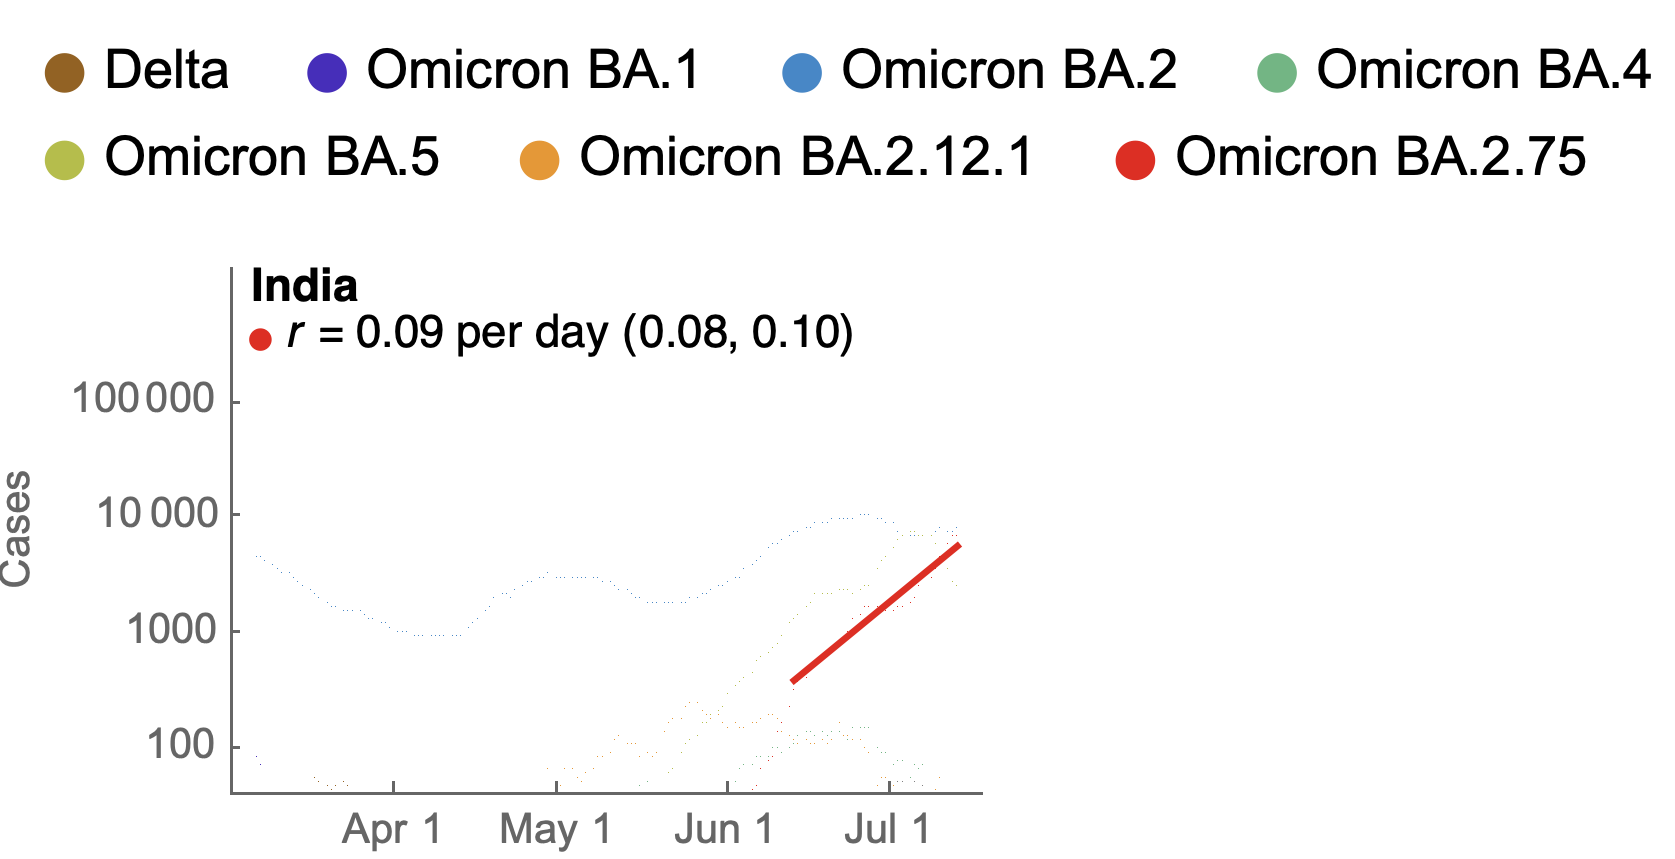 Delta Omicron BA.1 Omicron BA.2 Omicron BA.4
Omicron BA.5 Omicron BA.2.12.1 Omicron BA.2.75
India
r = 0.09 per day (0.08, 0.10)
100 000
10 000
1000
100
Cases
Apr 1 May 1 Jun 1 Jul 1